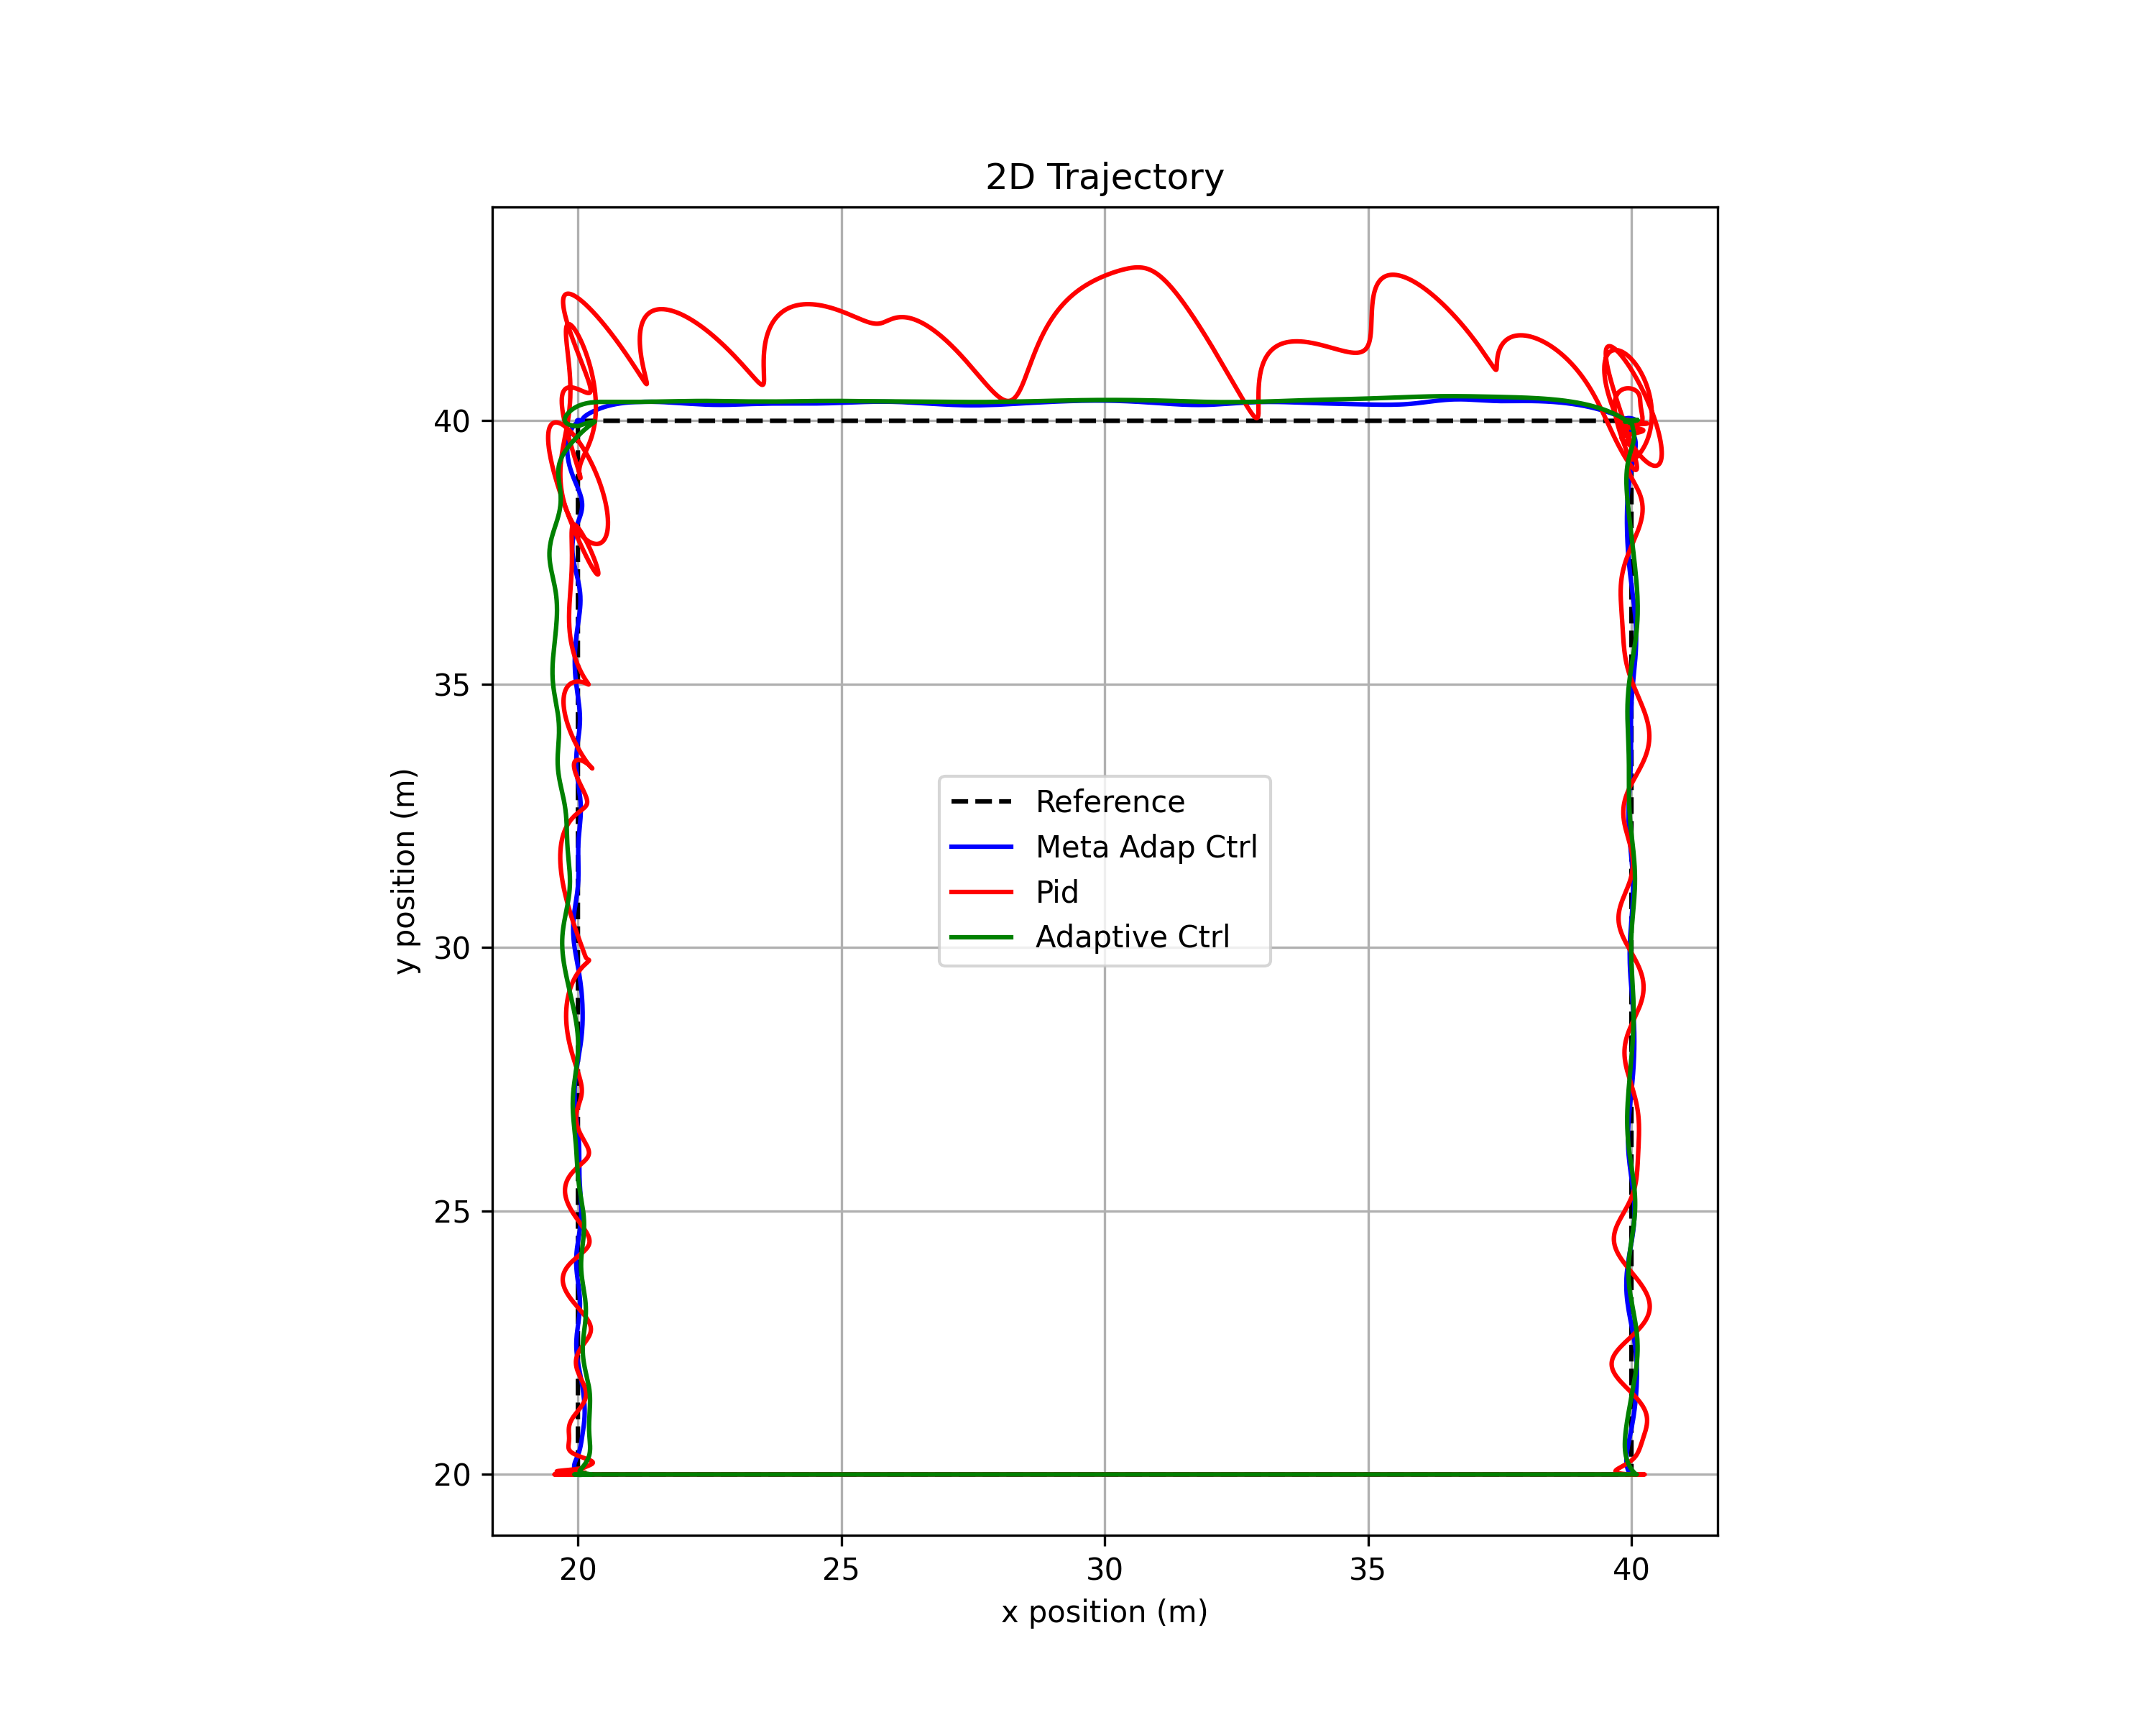 2D Trajectory
40
35
30
25
20
y position (m)
Reference
Meta Adap Ctrl
Pid
Adaptive Ctrl
20 25 30 35 40
x position (m)